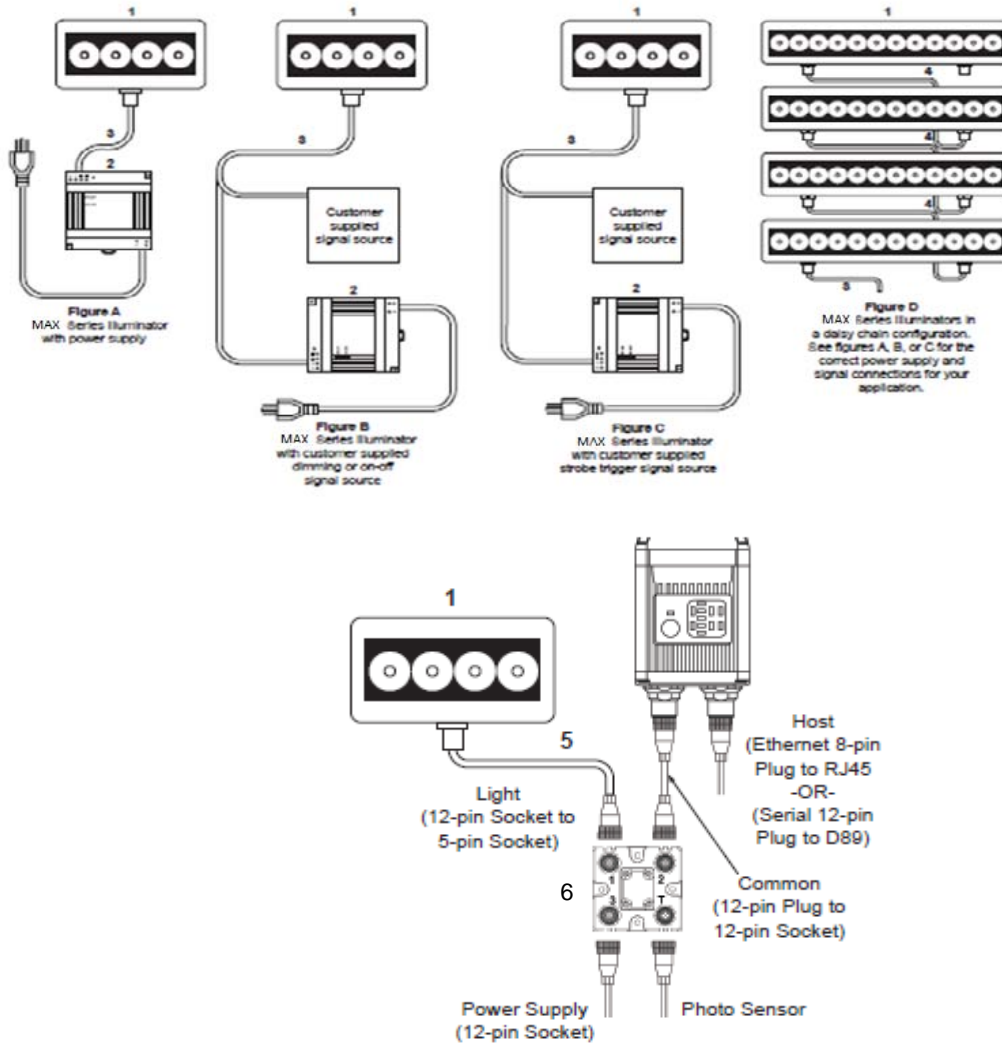 1
3
2
Figure A
MAX Series Illuminator
with power supply
1
3
Customer
supplied
signal source
2
Figure B
MAX Series Illuminator
with customer supplied
dimming or on-off
signal source
1
3
Customer
supplied
signal source
2
Figure C
MAX Series Illuminator
with customer supplied
strobe trigger signal source
1
4
4
4
3
Figure D
MAX Series Illuminators in
a daisy chain configuration.
See figures A, B, or C for the
correct power supply and
signal connections for your
application.
1
5
Light
(12-pin Socket to
5-pin Socket)
Host
(Ethernet 8-pin
Plug to RJ45
-OR-
(Serial 12-pin
Plug to D89)
6
1
2
3
T
Common
(12-pin Plug to
12-pin Socket)
Power Supply
(12-pin Socket)
Photo Sensor